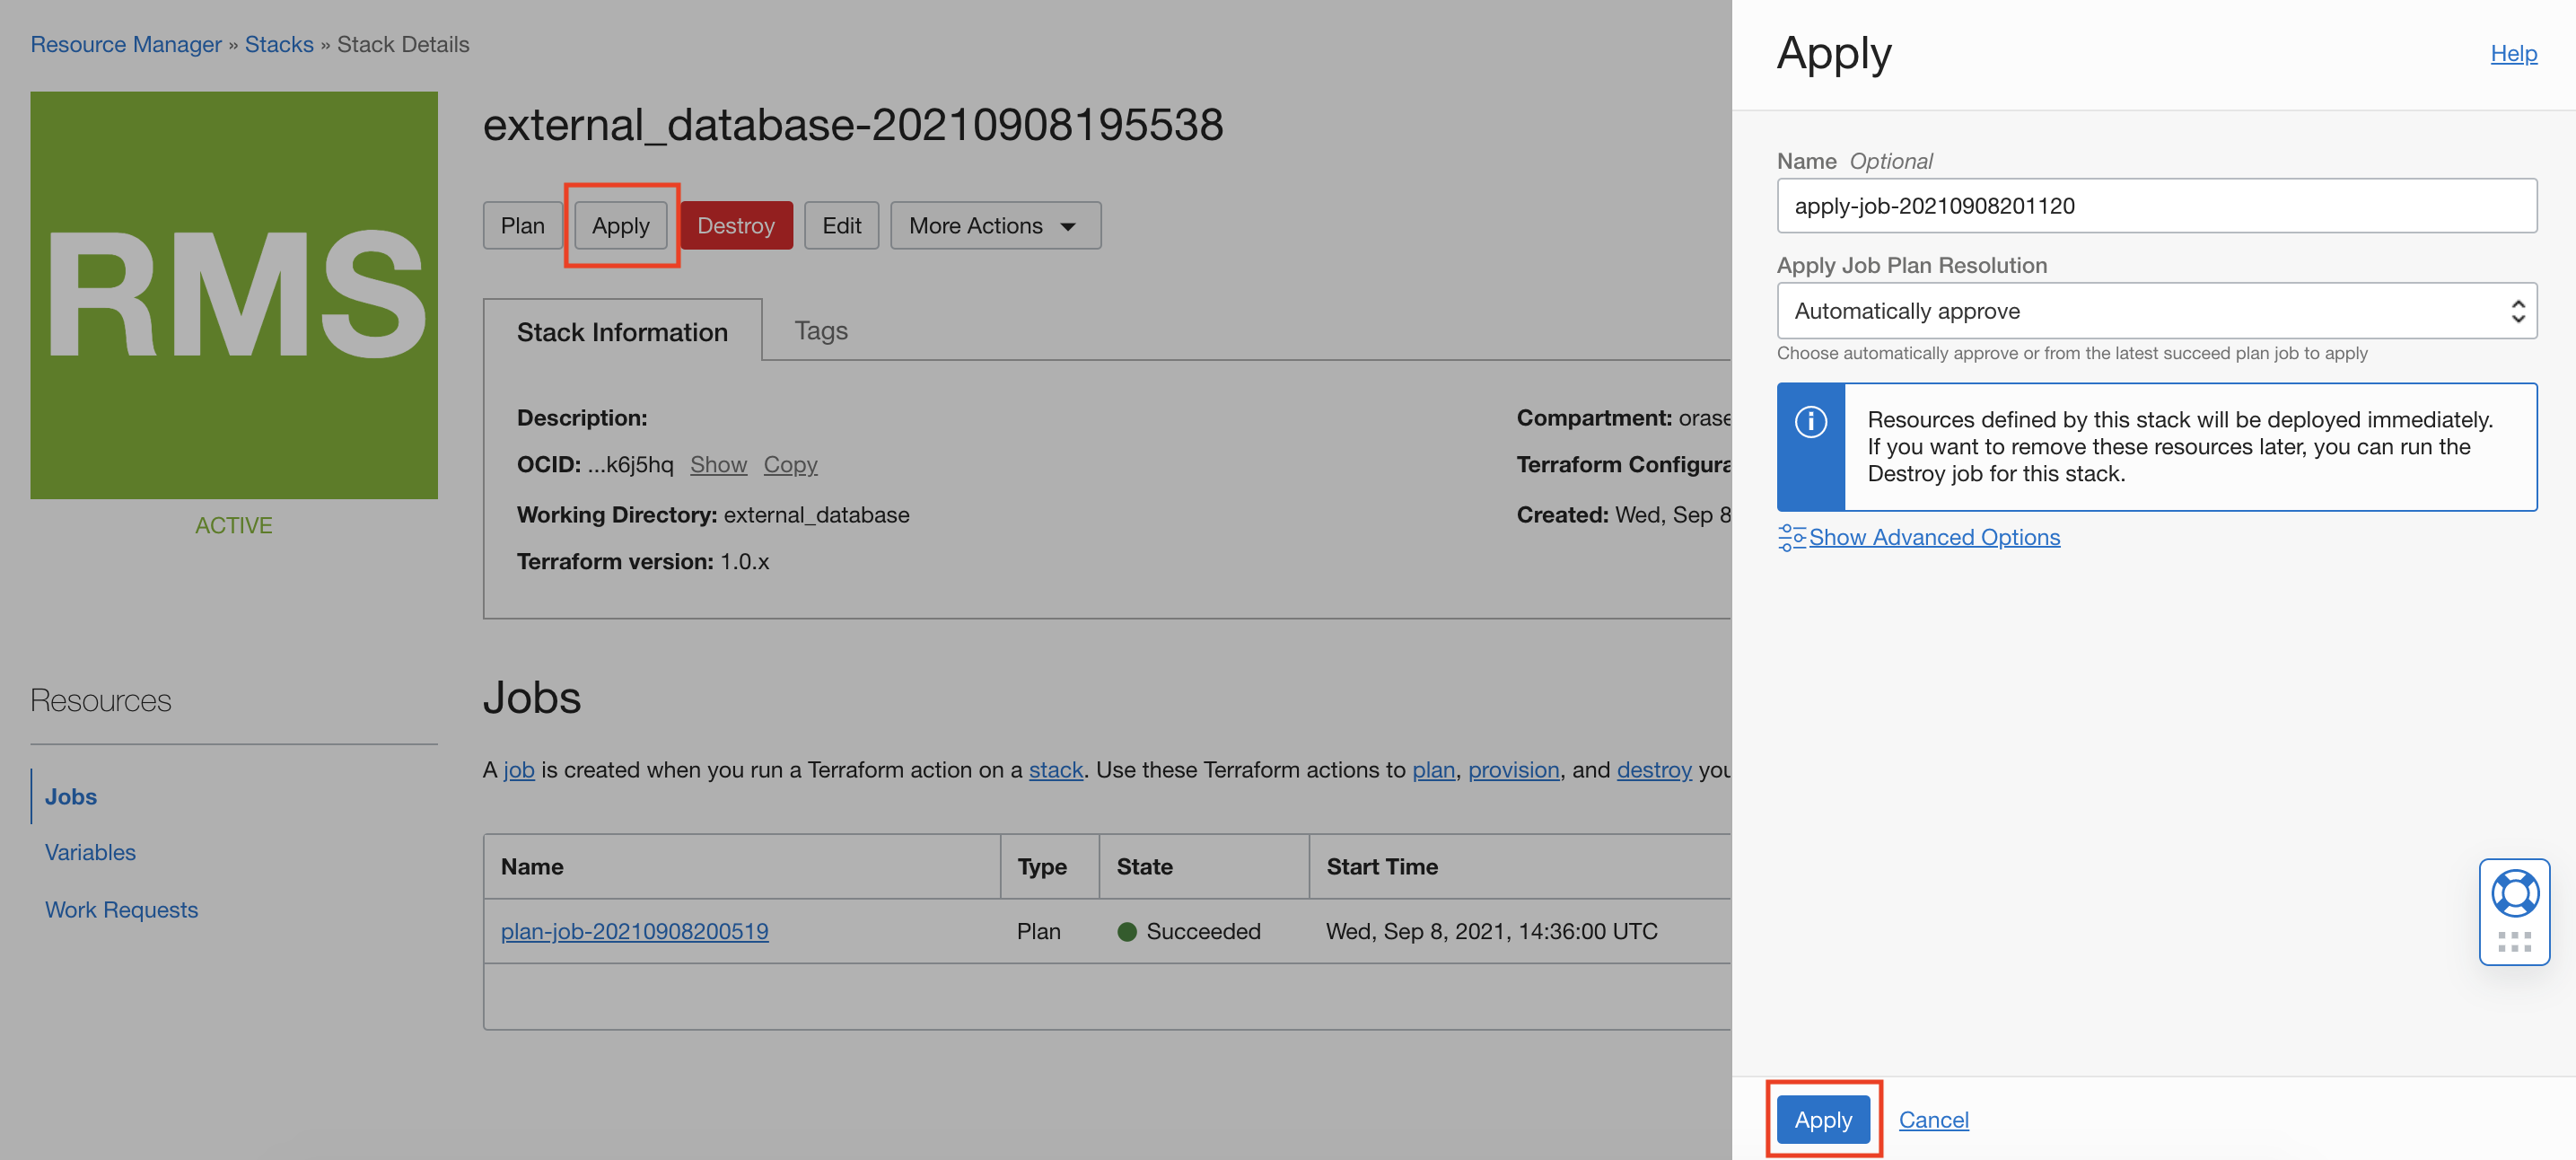 Resource Manager » Stacks » Stack Details
RMS
ACTIVE
external_database-20210908195538
Plan
Apply
Destroy
Edit
More Actions
Stack Information
Tags
Description:
OCID: ...k6j5hq Show Copy
Working Directory: external_database
Terraform version: 1.0.x
Compartment: orase
Terraform Configura
Created: Wed, Sep 8
Resources
Jobs
Variables
Work Requests
Jobs
A job is created when you run a Terraform action on a stack. Use these Terraform actions to plan, provision, and destroy you
Name Type State Start Time
plan-job-20210908200519 Plan Succeeded Wed, Sep 8, 2021, 14:36:00 UTC
Apply
Help
Name Optional
apply-job-20210908201120
Apply Job Plan Resolution
Automatically approve
Choose automatically approve or from the latest succeed plan job to apply
Resources defined by this stack will be deployed immediately.
If you want to remove these resources later, you can run the
Destroy job for this stack.
Show Advanced Options
Apply
Cancel